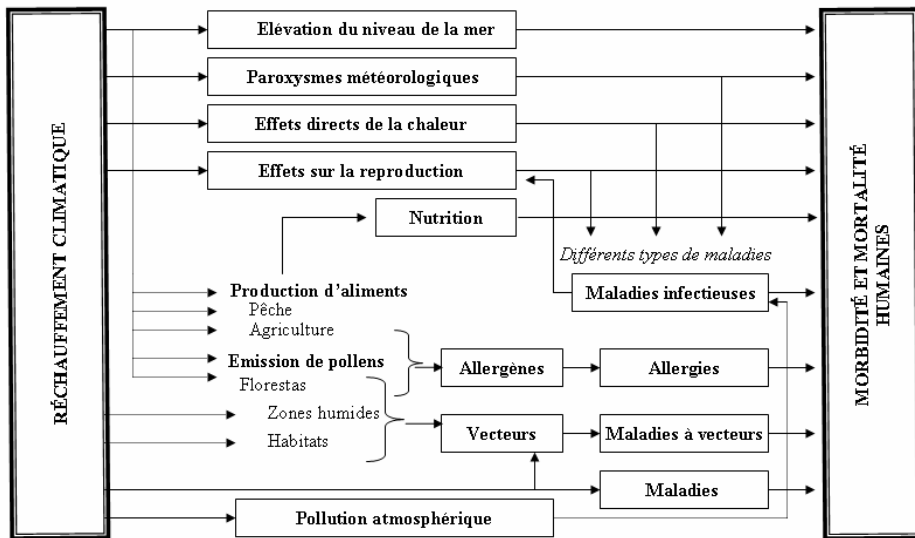 RÉCHAUFFEMENT CLIMATIQUE
Elévation du niveau de la mer
Paroxysmes météorologiques
Effets directs de la chaleur
Effets sur la reproduction
Nutrition
Différents types de maladies
Production d'aliments
Maladies infectieuses
Pêche
Agriculture
Emission de pollens
Allergènes
Allergies
Florestas
Zones humides
Vecteurs
Maladies à vecteurs
Habitats
Maladies
Pollution atmosphérique
MORBIDITÉ ET MORTALITÉ
HUMAINES